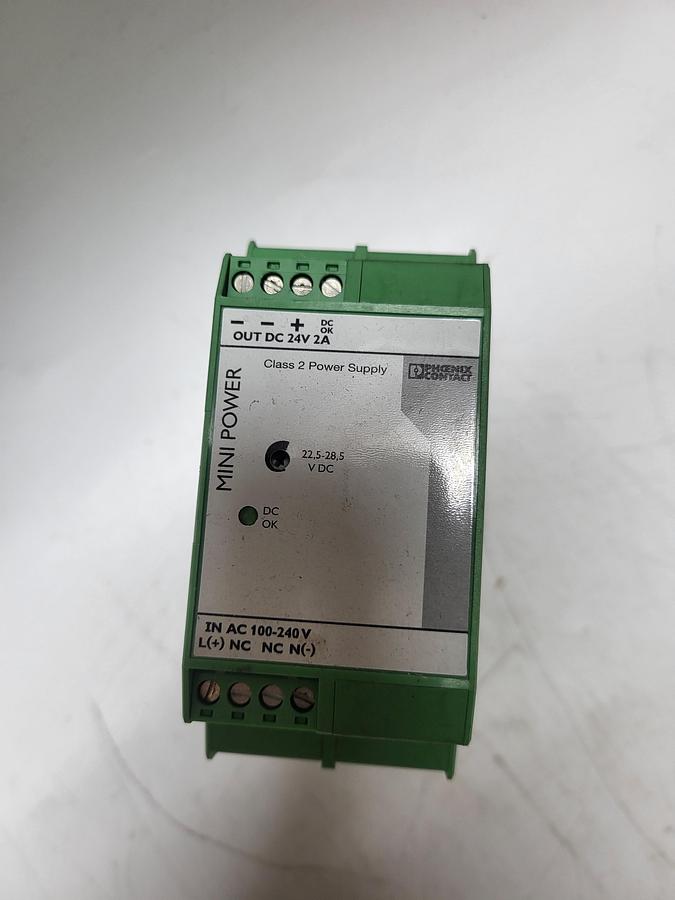 − − + DC
OK
OUT DC 24V 2A
Class 2 Power Supply
PHŒNIX
CONTACT
MINI POWER
22,5-28,5
V DC
DC
OK
IN AC 100-240 V
L(+) NC NC N(-)